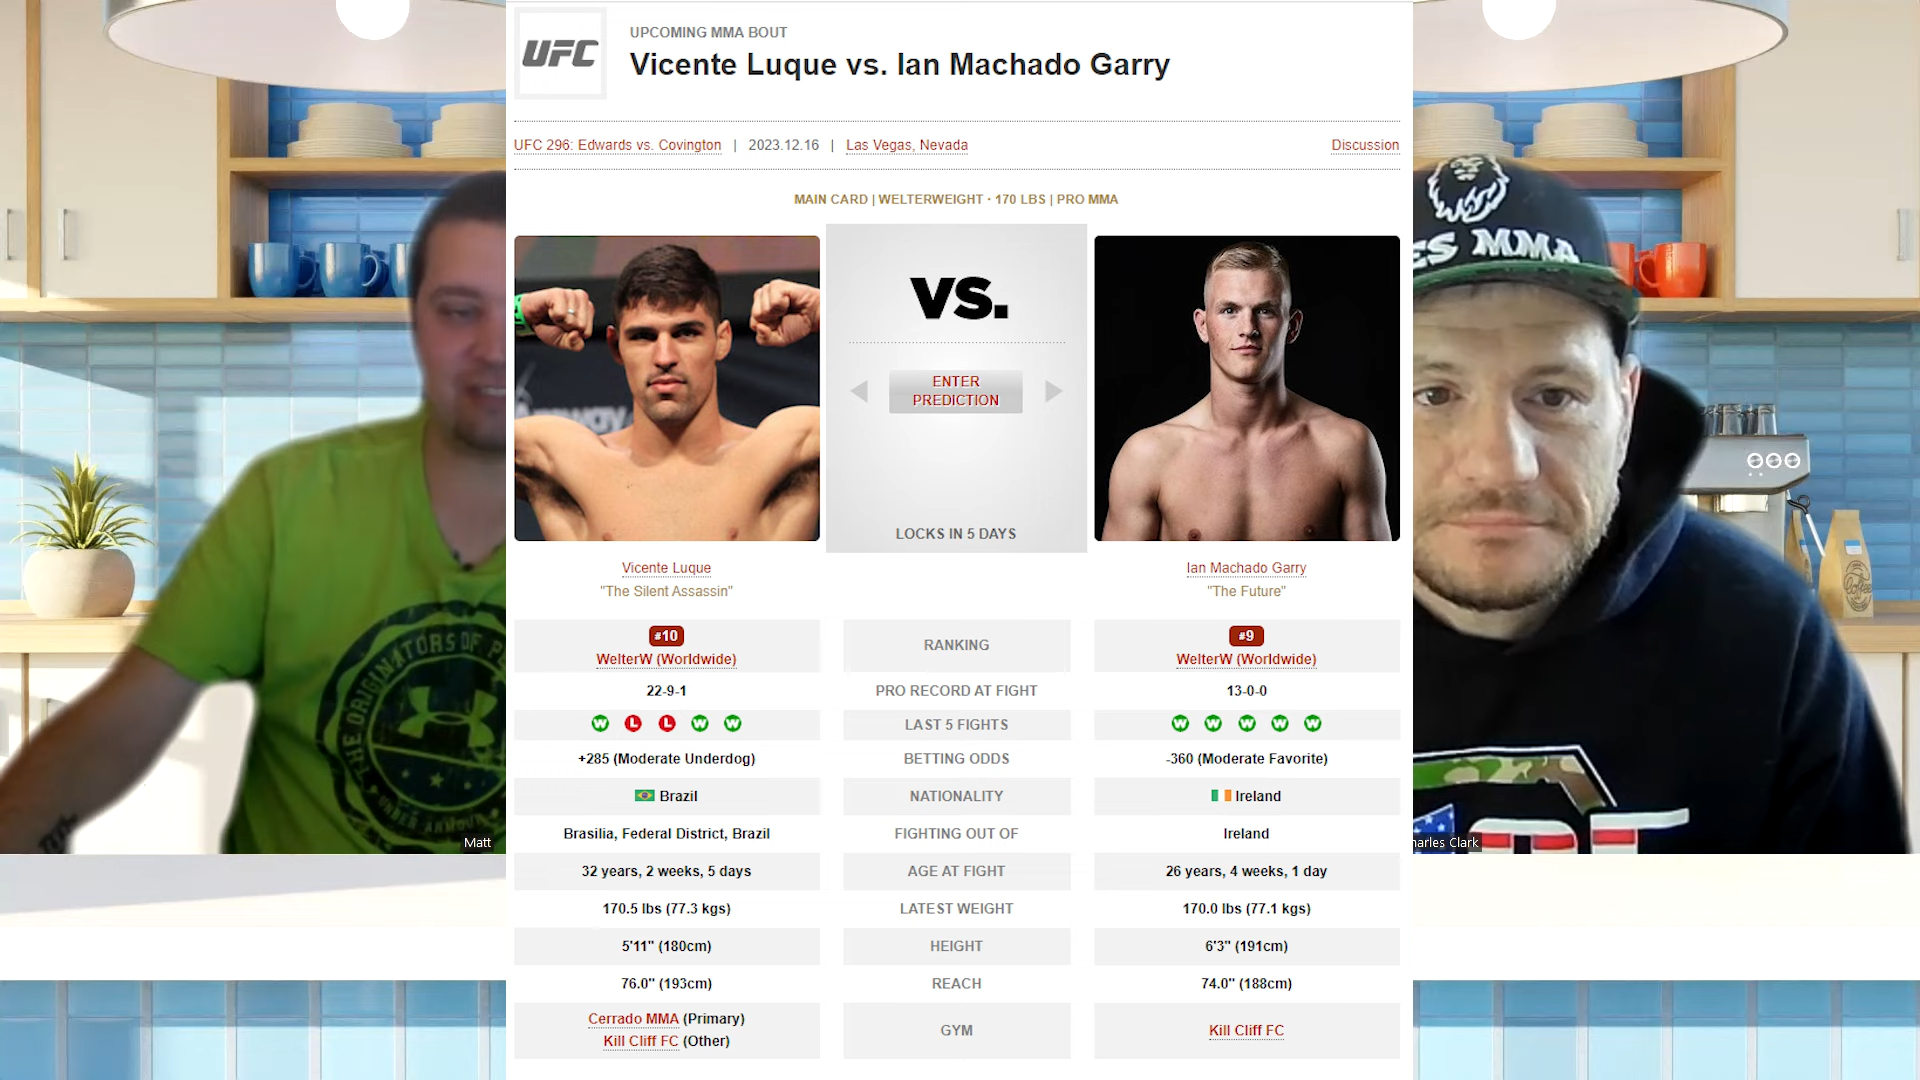 UFC
UPCOMING MMA BOUT
Vicente Luque vs. Ian Machado Garry
UFC 296: Edwards vs. Covington | 2023.12.16 | Las Vegas, Nevada
Discussion
MAIN CARD | WELTERWEIGHT · 170 LBS | PRO MMA
VS.
ENTER
PREDICTION
LOCKS IN 5 DAYS
Vicente Luque
Ian Machado Garry
"The Silent Assassin"
"The Future"
#10
WelterW (Worldwide)
RANKING
#9
WelterW (Worldwide)
22-9-1
PRO RECORD AT FIGHT
13-0-0
W L L W W
LAST 5 FIGHTS
W W W W W
+285 (Moderate Underdog)
BETTING ODDS
-360 (Moderate Favorite)
Brazil
NATIONALITY
Ireland
Brasilia, Federal District, Brazil
FIGHTING OUT OF
Ireland
32 years, 2 weeks, 5 days
AGE AT FIGHT
26 years, 4 weeks, 1 day
170.5 lbs (77.3 kgs)
LATEST WEIGHT
170.0 lbs (77.1 kgs)
5'11" (180cm)
HEIGHT
6'3" (191cm)
76.0" (193cm)
REACH
74.0" (188cm)
Cerrado MMA (Primary)
Kill Cliff FC (Other)
GYM
Kill Cliff FC
THE ORIGINATORS OF P
UNDER ARMOUR
Matt
ES MMA
harles Clark